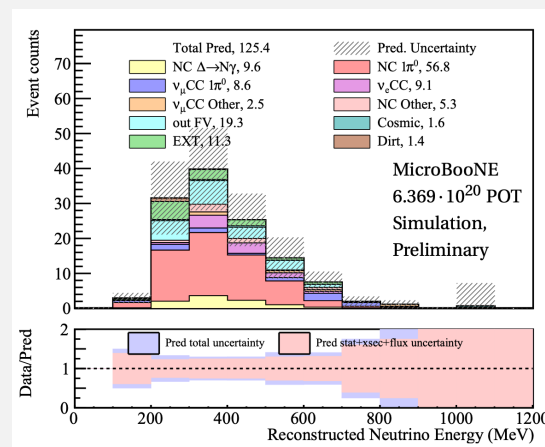 Total Pred, 125.4
Pred. Uncertainty
NC Δ→Nγ, 9.6
NC 1π⁰, 56.8
ν_μCC 1π⁰, 8.6
ν_eCC, 9.1
ν_μCC Other, 2.5
NC Other, 5.3
out FV, 19.3
Cosmic, 1.6
EXT, 11.3
Dirt, 1.4
MicroBooNE
6.369·10²⁰ POT
Simulation,
Preliminary
Event counts
80
70
60
50
40
30
20
10
0
Pred total uncertainty
Pred stat+xsec+flux uncertainty
Data/Pred
2
1
0
0 200 400 600 800 1000 1200
Reconstructed Neutrino Energy (MeV)